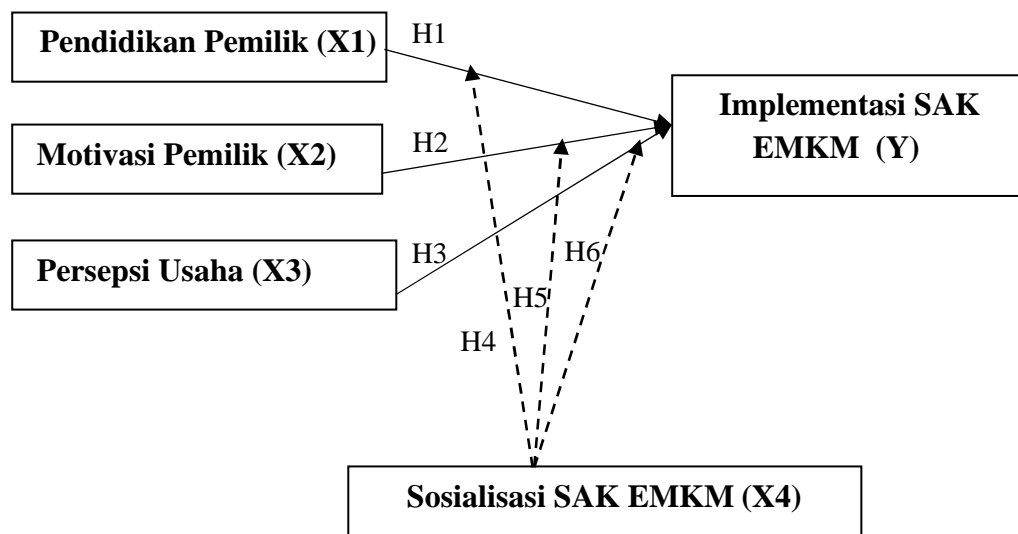 Pendidikan Pemilik (X1)
H1
Implementasi SAK
EMKM (Y)
Motivasi Pemilik (X2)
H2
Persepsi Usaha (X3)
H3
H6
H5
H4
Sosialisasi SAK EMKM (X4)